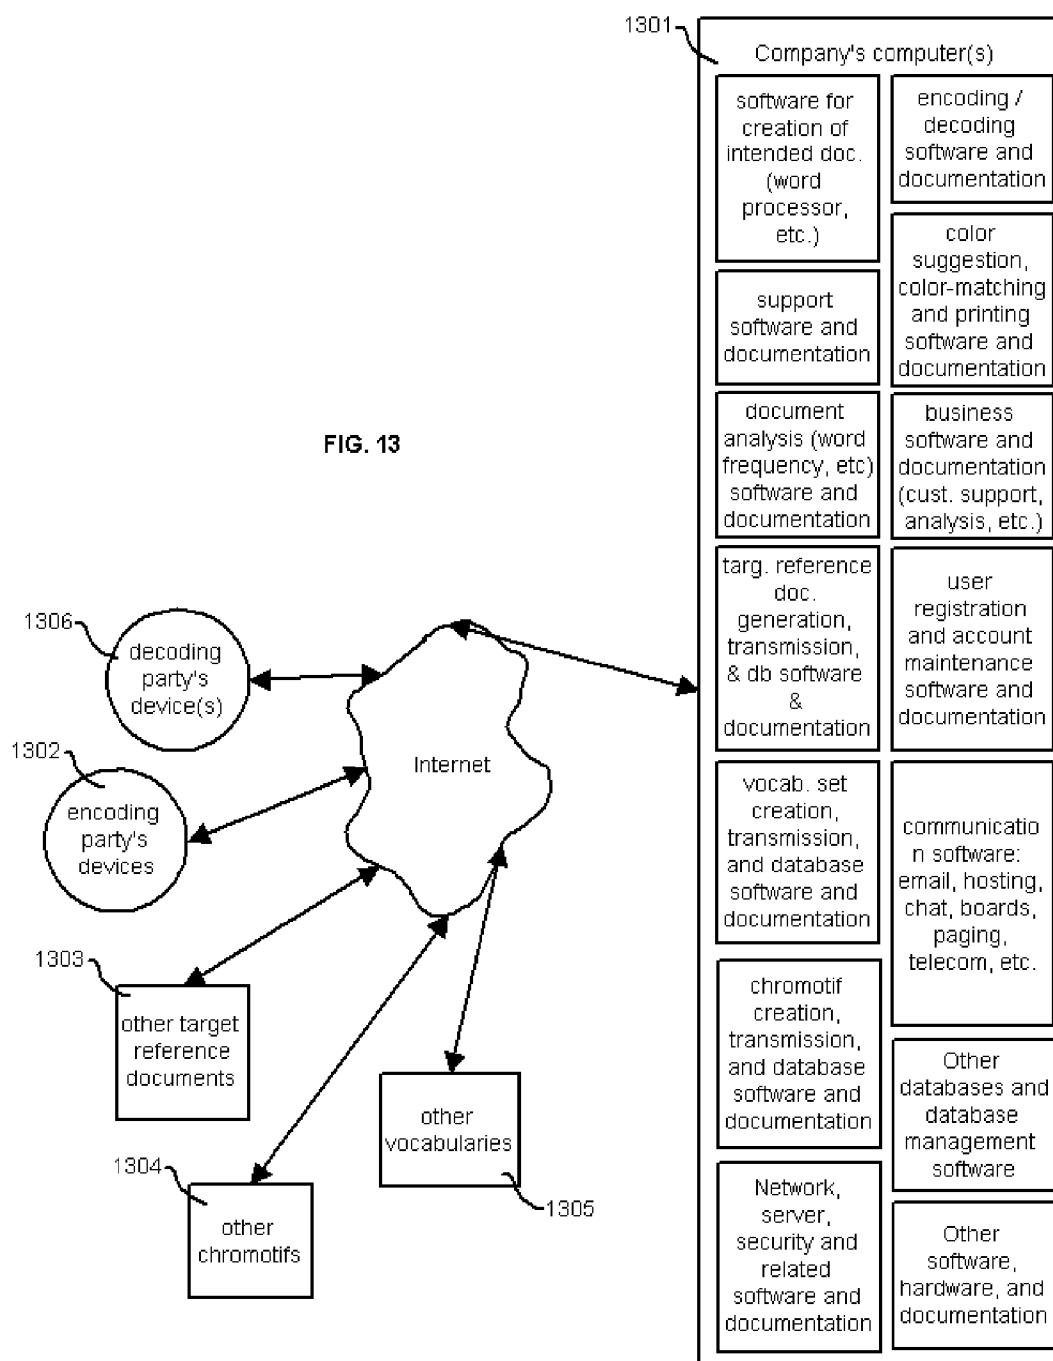 1301
Company's computer(s)
software for
creation of
intended doc.
(word
processor,
etc.)
encoding /
decoding
software and
documentation
support
software and
documentation
color
suggestion,
color-matching
and printing
software and
documentation
document
analysis (word
frequency, etc)
software and
documentation
business
software and
documentation
(cust. support,
analysis, etc.)
targ. reference
doc.
generation,
transmission,
& db software
&
documentation
user
registration
and account
maintenance
software and
documentation
vocab. set
creation,
transmission,
and database
software and
documentation
communicatio
n software:
email, hosting,
chat, boards,
paging,
telecom, etc.
chromotif
creation,
transmission,
and database
software and
documentation
Other
databases and
database
management
software
Network,
server,
security and
related
software and
documentation
Other
software,
hardware, and
documentation
FIG. 13
1306
decoding
party's
device(s)
1302
encoding
party's
devices
Internet
1303
other target
reference
documents
1304
other
chromotifs
other
vocabularies
1305